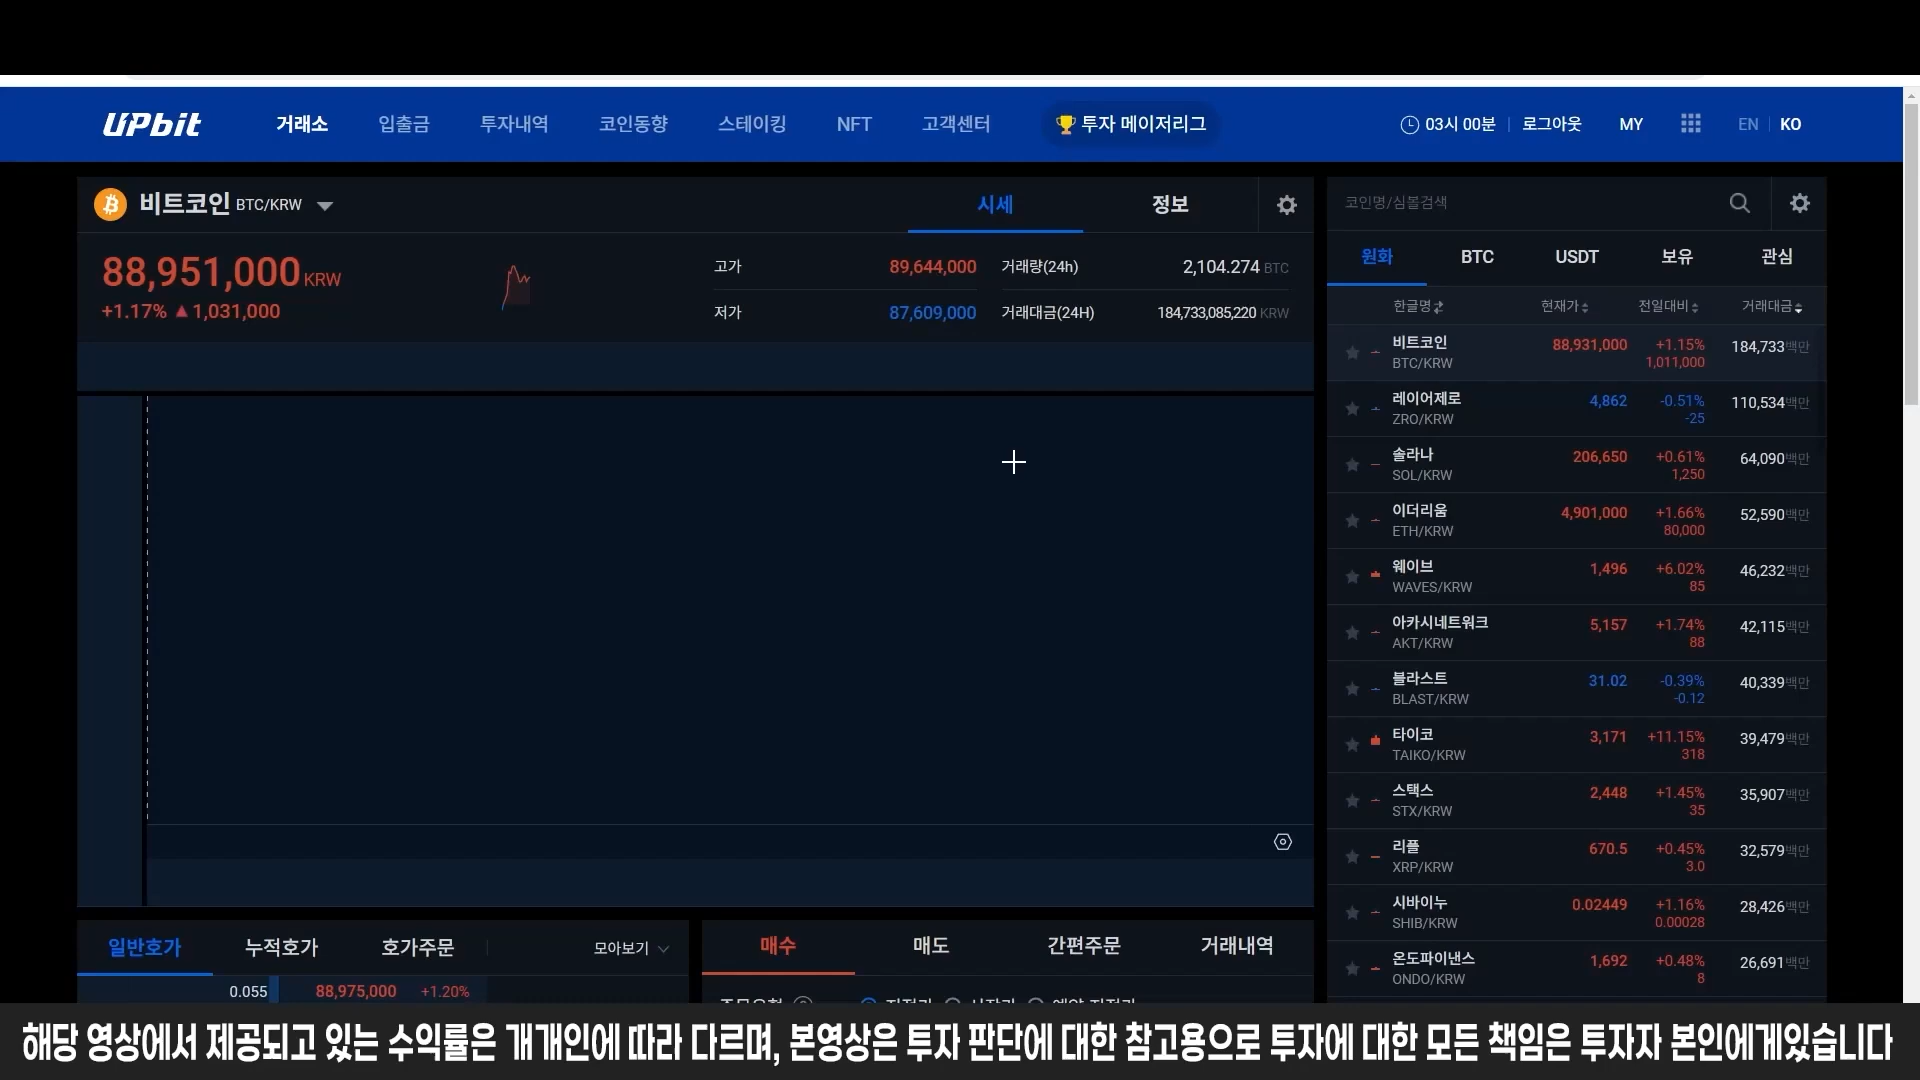 UPbit 거래소 입출금 투자내역 코인동향 스테이킹 NFT 고객센터 투자 메이저리그 03시 00분 로그아웃 MY EN KO
비트코인 BTC/KRW 시세 정보
88,951,000 KRW
+1.17% ▲ 1,031,000
고가 89,644,000 거래량(24h) 2,104.274 BTC
저가 87,609,000 거래대금(24H) 184,733,085,220 KRW
일반호가 누적호가 호가주문 모아보기
0.055 88,975,000 +1.20%
매수 매도 간편주문 거래내역
코인명/심볼검색
원화 BTC USDT 보유 관심
한글명 현재가 전일대비 거래대금
비트코인 88,931,000 +1.15% 184,733백만
BTC/KRW 1,011,000
레이어제로 4,862 -0.51% 110,534백만
ZRO/KRW -25
솔라나 206,650 +0.61% 64,090백만
SOL/KRW 1,250
이더리움 4,901,000 +1.66% 52,590백만
ETH/KRW 80,000
웨이브 1,496 +6.02% 46,232백만
WAVES/KRW 85
아카시네트워크 5,157 +1.74% 42,115백만
AKT/KRW 88
블라스트 31.02 -0.39% 40,339백만
BLAST/KRW -0.12
타이코 3,171 +11.15% 39,479백만
TAIKO/KRW 318
스택스 2,448 +1.45% 35,907백만
STX/KRW 35
리플 670.5 +0.45% 32,579백만
XRP/KRW 3.0
시바이누 0.02449 +1.16% 28,426백만
SHIB/KRW 0.00028
온도파이낸스 1,692 +0.48% 26,691백만
ONDO/KRW 8
해당 영상에서 제공되고 있는 수익률은 개개인에 따라 다르며, 본영상은 투자 판단에 대한 참고용으로 투자에 대한 모든 책임은 투자자 본인에게있습니다